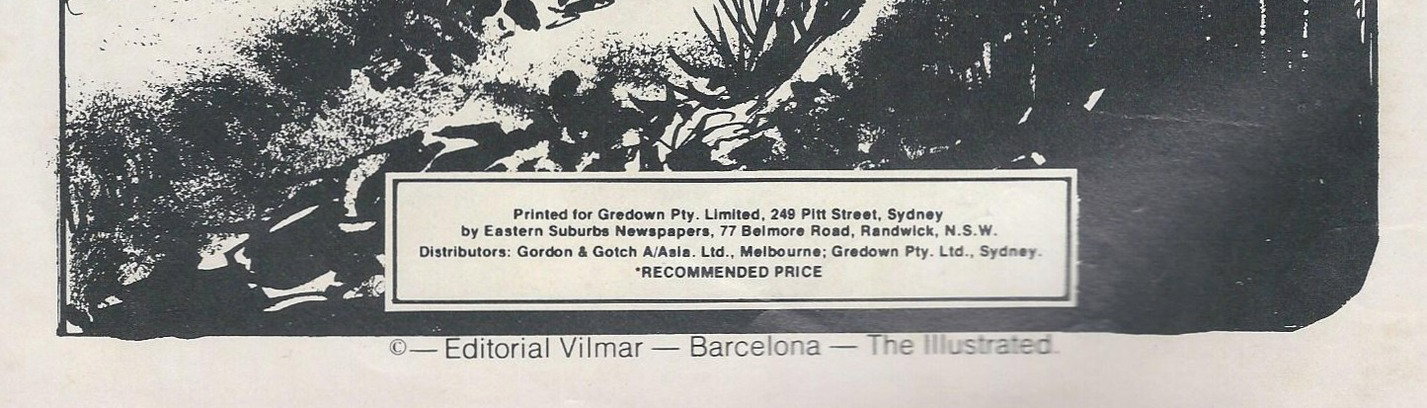 Printed for Gredown Pty. Limited, 249 Pitt Street, Sydney
by Eastern Suburbs Newspapers, 77 Belmore Road, Randwick, N.S.W.
Distributors: Gordon & Gotch A/Asia. Ltd., Melbourne; Gredown Pty. Ltd., Sydney.
*RECOMMENDED PRICE
©— Editorial Vilmar — Barcelona — The Illustrated.